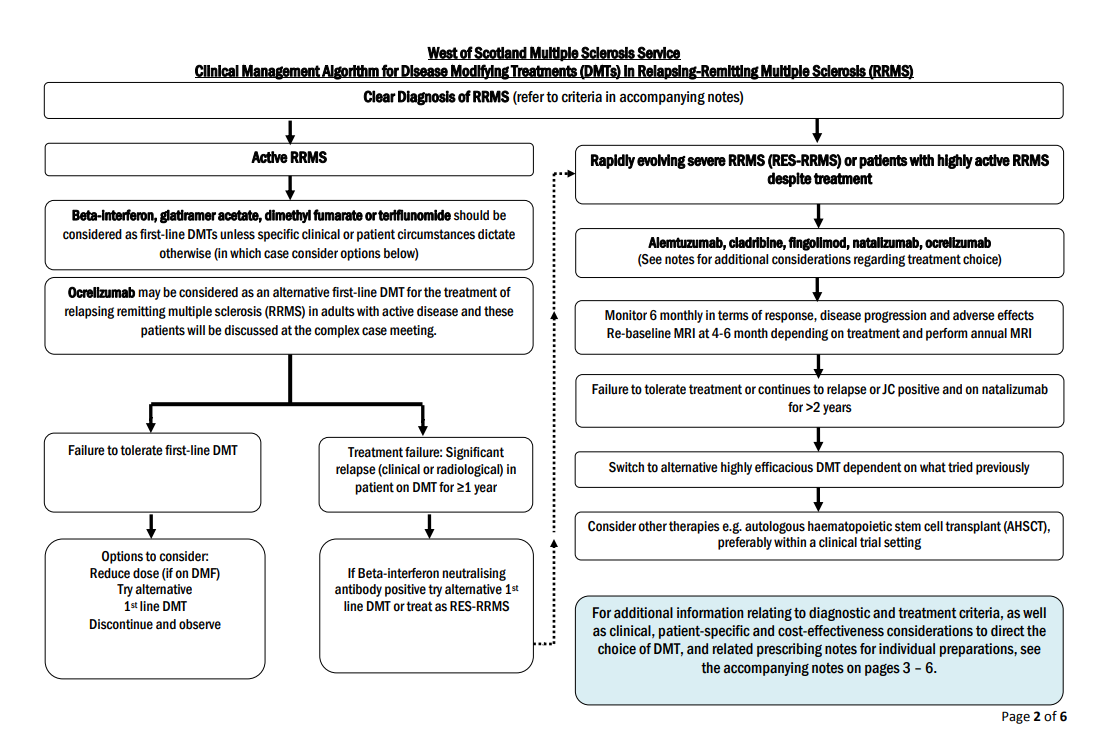 West of Scotland Multiple Sclerosis Service
Clinical Management Algorithm for Disease Modifying Treatments (DMTs) in Relapsing-Remitting Multiple Sclerosis (RRMS)
Clear Diagnosis of RRMS (refer to criteria in accompanying notes)
Active RRMS
Beta-interferon, glatiramer acetate, dimethyl fumarate or teriflunomide should be
considered as first-line DMTs unless specific clinical or patient circumstances dictate
otherwise (in which case consider options below)
Ocrelizumab may be considered as an alternative first-line DMT for the treatment of
relapsing remitting multiple sclerosis (RRMS) in adults with active disease and these
patients will be discussed at the complex case meeting.
Failure to tolerate first-line DMT
Options to consider:
Reduce dose (if on DMF)
Try alternative
1st line DMT
Discontinue and observe
Treatment failure: Significant
relapse (clinical or radiological) in
patient on DMT for ≥1 year
If Beta-interferon neutralising
antibody positive try alternative 1st
line DMT or treat as RES-RRMS
Rapidly evolving severe RRMS (RES-RRMS) or patients with highly active RRMS
despite treatment
Alemtuzumab, cladribine, fingolimod, natalizumab, ocrelizumab
(See notes for additional considerations regarding treatment choice)
Monitor 6 monthly in terms of response, disease progression and adverse effects
Re-baseline MRI at 4-6 month depending on treatment and perform annual MRI
Failure to tolerate treatment or continues to relapse or JC positive and on natalizumab
for >2 years
Switch to alternative highly efficacious DMT dependent on what tried previously
Consider other therapies e.g. autologous haematopoietic stem cell transplant (AHSCT),
preferably within a clinical trial setting
For additional information relating to diagnostic and treatment criteria, as well
as clinical, patient-specific and cost-effectiveness considerations to direct the
choice of DMT, and related prescribing notes for individual preparations, see
the accompanying notes on pages 3 – 6.
Page 2 of 6